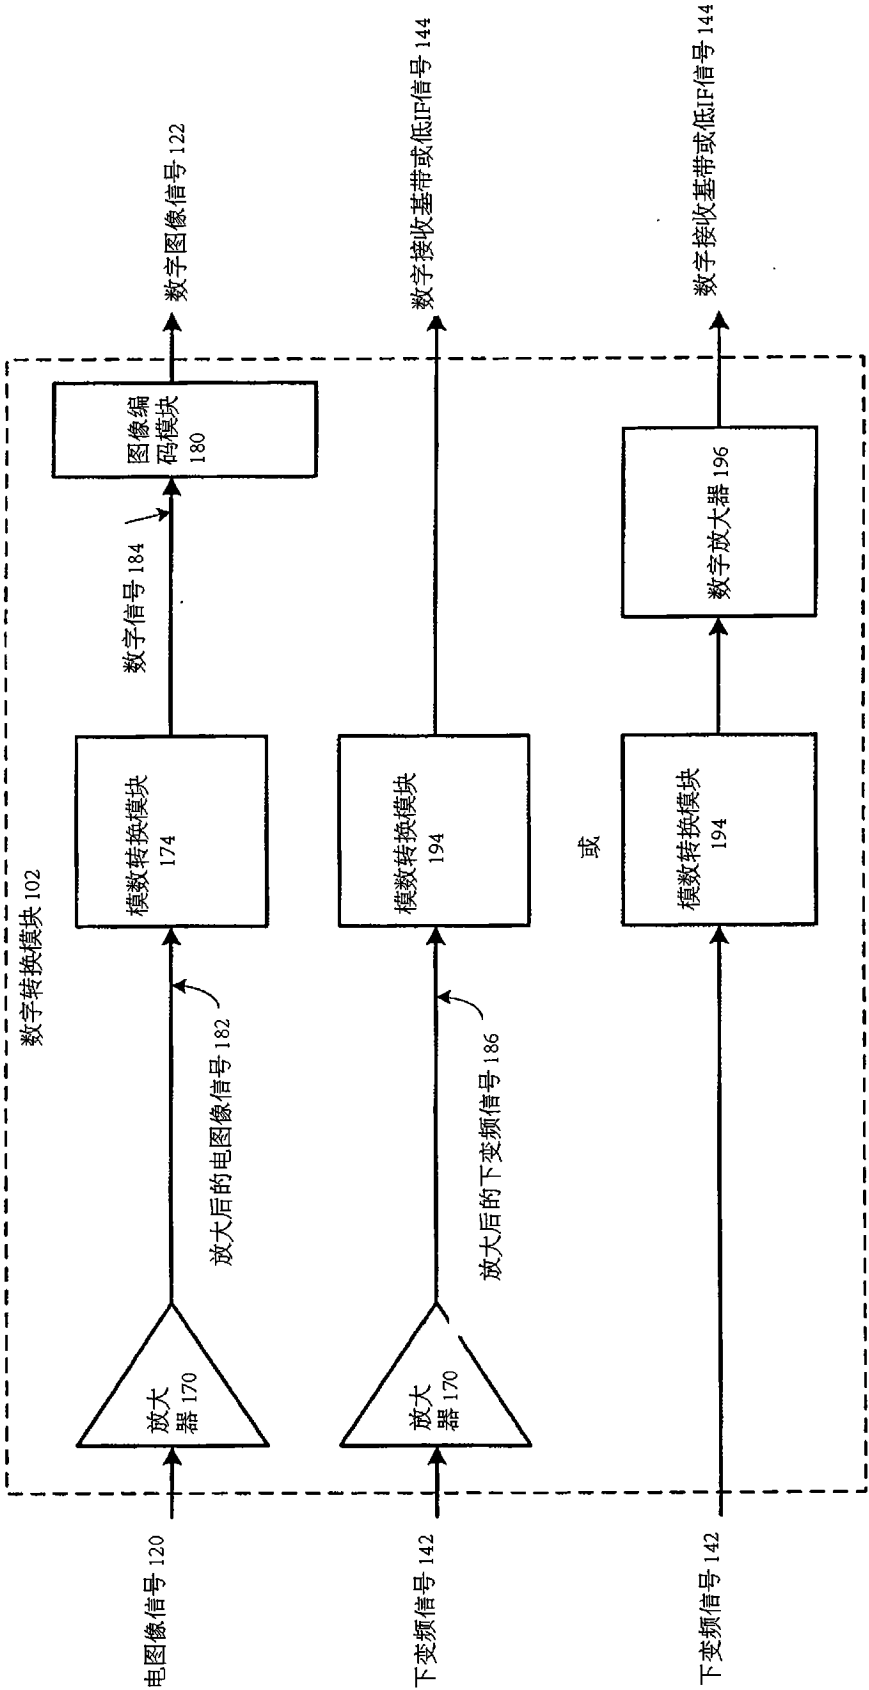 数字转换模块 102
电图像信号 120
放大
器 170
放大后的电图像信号 182
模数转换模块
174
数字信号 184
图像编
码模块
180
数字图像信号 122
下变频信号 142
放大
器 170
放大后的下变频信号 186
模数转换模块
194
数字接收基带或低IF信号 144
或
下变频信号 142
模数转换模块
194
数字放大器 196
数字接收基带或低IF信号 144